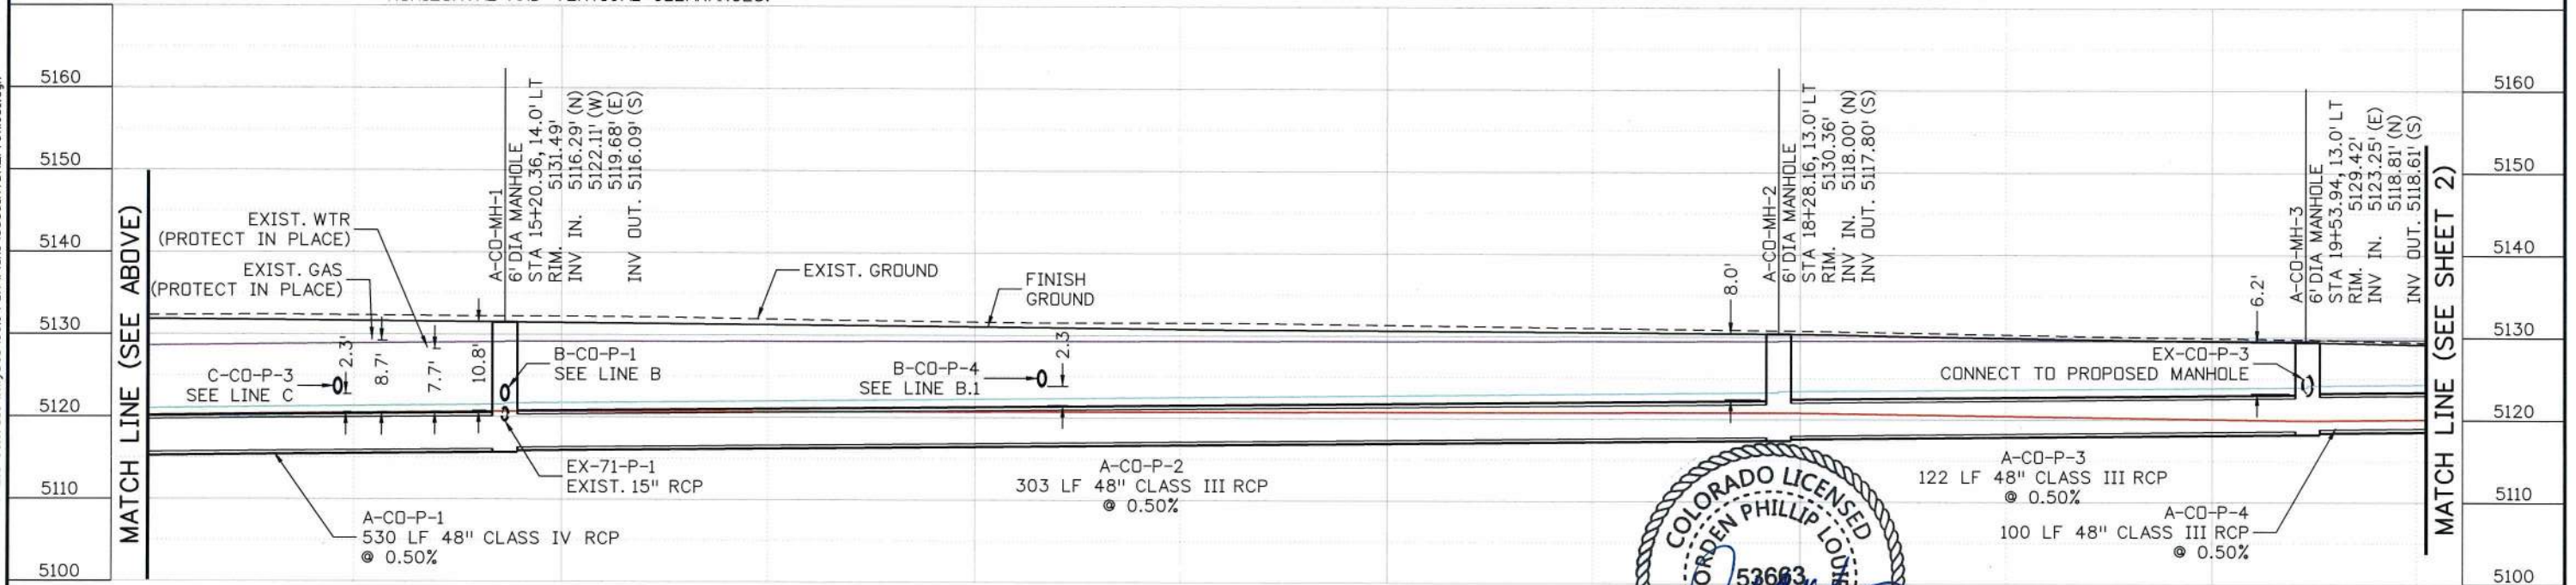 5160
5150
5140
5130
5120
5110
5100
MATCH LINE (SEE ABOVE)
EXIST. WTR
(PROTECT IN PLACE)
EXIST. GAS
(PROTECT IN PLACE)
C-CO-P-3
SEE LINE C
2.3'
8.7'
7.7'
10.8'
A-CO-MH-1
6' DIA MANHOLE
STA 15+20.36, 14.0' LT
RIM. 5131.49'
INV IN. 5116.29' (N)
5122.11' (W)
5119.68' (E)
INV OUT. 5116.09' (S)
B-CO-P-1
SEE LINE B
EX-71-P-1
EXIST. 15" RCP
A-CO-P-1
530 LF 48" CLASS IV RCP
@ 0.50%
EXIST. GROUND
FINISH
GROUND
B-CO-P-4
SEE LINE B.1
2.3'
A-CO-P-2
303 LF 48" CLASS III RCP
@ 0.50%
8.0'
A-CO-MH-2
6' DIA MANHOLE
STA 18+28.16, 13.0' LT
RIM. 5130.36'
INV IN. 5118.00' (N)
INV OUT. 5117.80' (S)
6.2'
A-CO-MH-3
6' DIA MANHOLE
STA 19+53.94, 13.0' LT
RIM. 5129.42'
INV IN. 5123.25' (E)
5118.81' (N)
INV OUT. 5118.61' (S)
EX-CO-P-3
CONNECT TO PROPOSED MANHOLE
A-CO-P-3
122 LF 48" CLASS III RCP
@ 0.50%
A-CO-P-4
100 LF 48" CLASS III RCP
@ 0.50%
MATCH LINE (SEE SHEET 2)
COLORADO LICENSED
PHILLIP
53663
5160
5150
5140
5130
5120
5110
5100